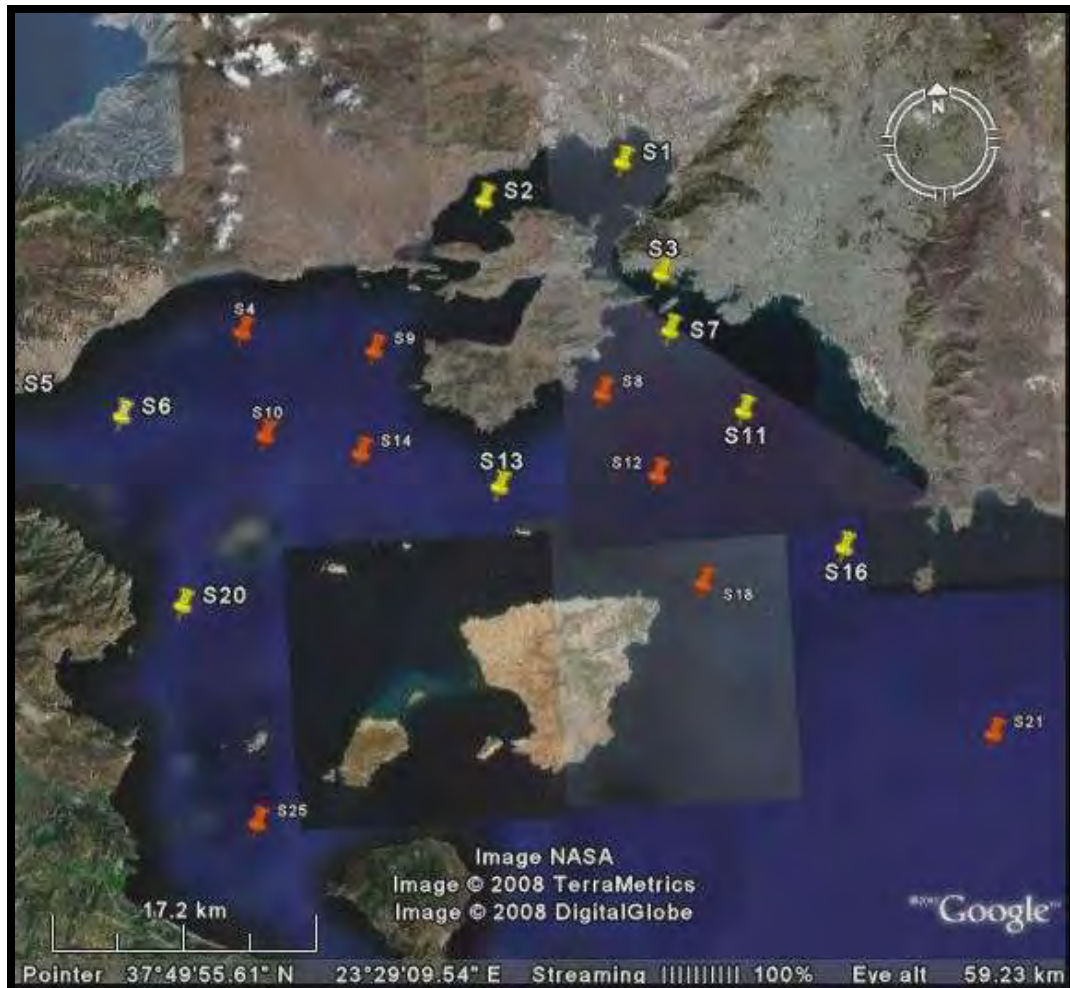 N
S1
S2
S3
S4
S7
S9
S5
S8
S6
S11
S10
S14
S13
S12
S16
S20
S18
S21
S25
Image NASA
Image © 2008 TerraMetrics
Image © 2008 DigitalGlobe
17.2 km
Google
Pointer 37°49'55.61" N 23°29'09.54" E Streaming |||||||||| 100% Eye alt 59.23 km